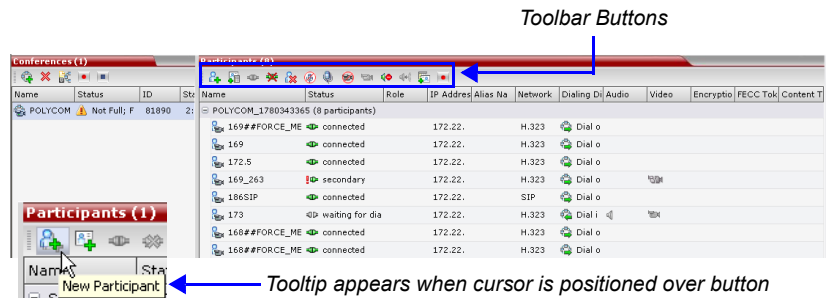 Toolbar Buttons
Conferences (1)
Participants (8)
Name Status ID Sta
Name Status Role IP Addres Alias Na Network Dialing Di Audio Video Encryptio FECC Tok Content T
POLYCOM Not Full; F 81890 2:
POLYCOM_1780343365 (8 participants)
169##FORCE_ME connected 172.22. H.323 Dial o
169 connected 172.22. H.323 Dial o
172.5 connected 172.22. H.323 Dial o
169_263 secondary 172.22. H.323 Dial o
186SIP connected 172.22. SIP Dial o
173 waiting for dia 172.22. H.323 Dial i
168##FORCE_ME connected 172.22. H.323 Dial o
168##FORCE_ME connected 172.22. H.323 Dial o
Participants (1)
Name Sta
New Participant
Tooltip appears when cursor is positioned over button